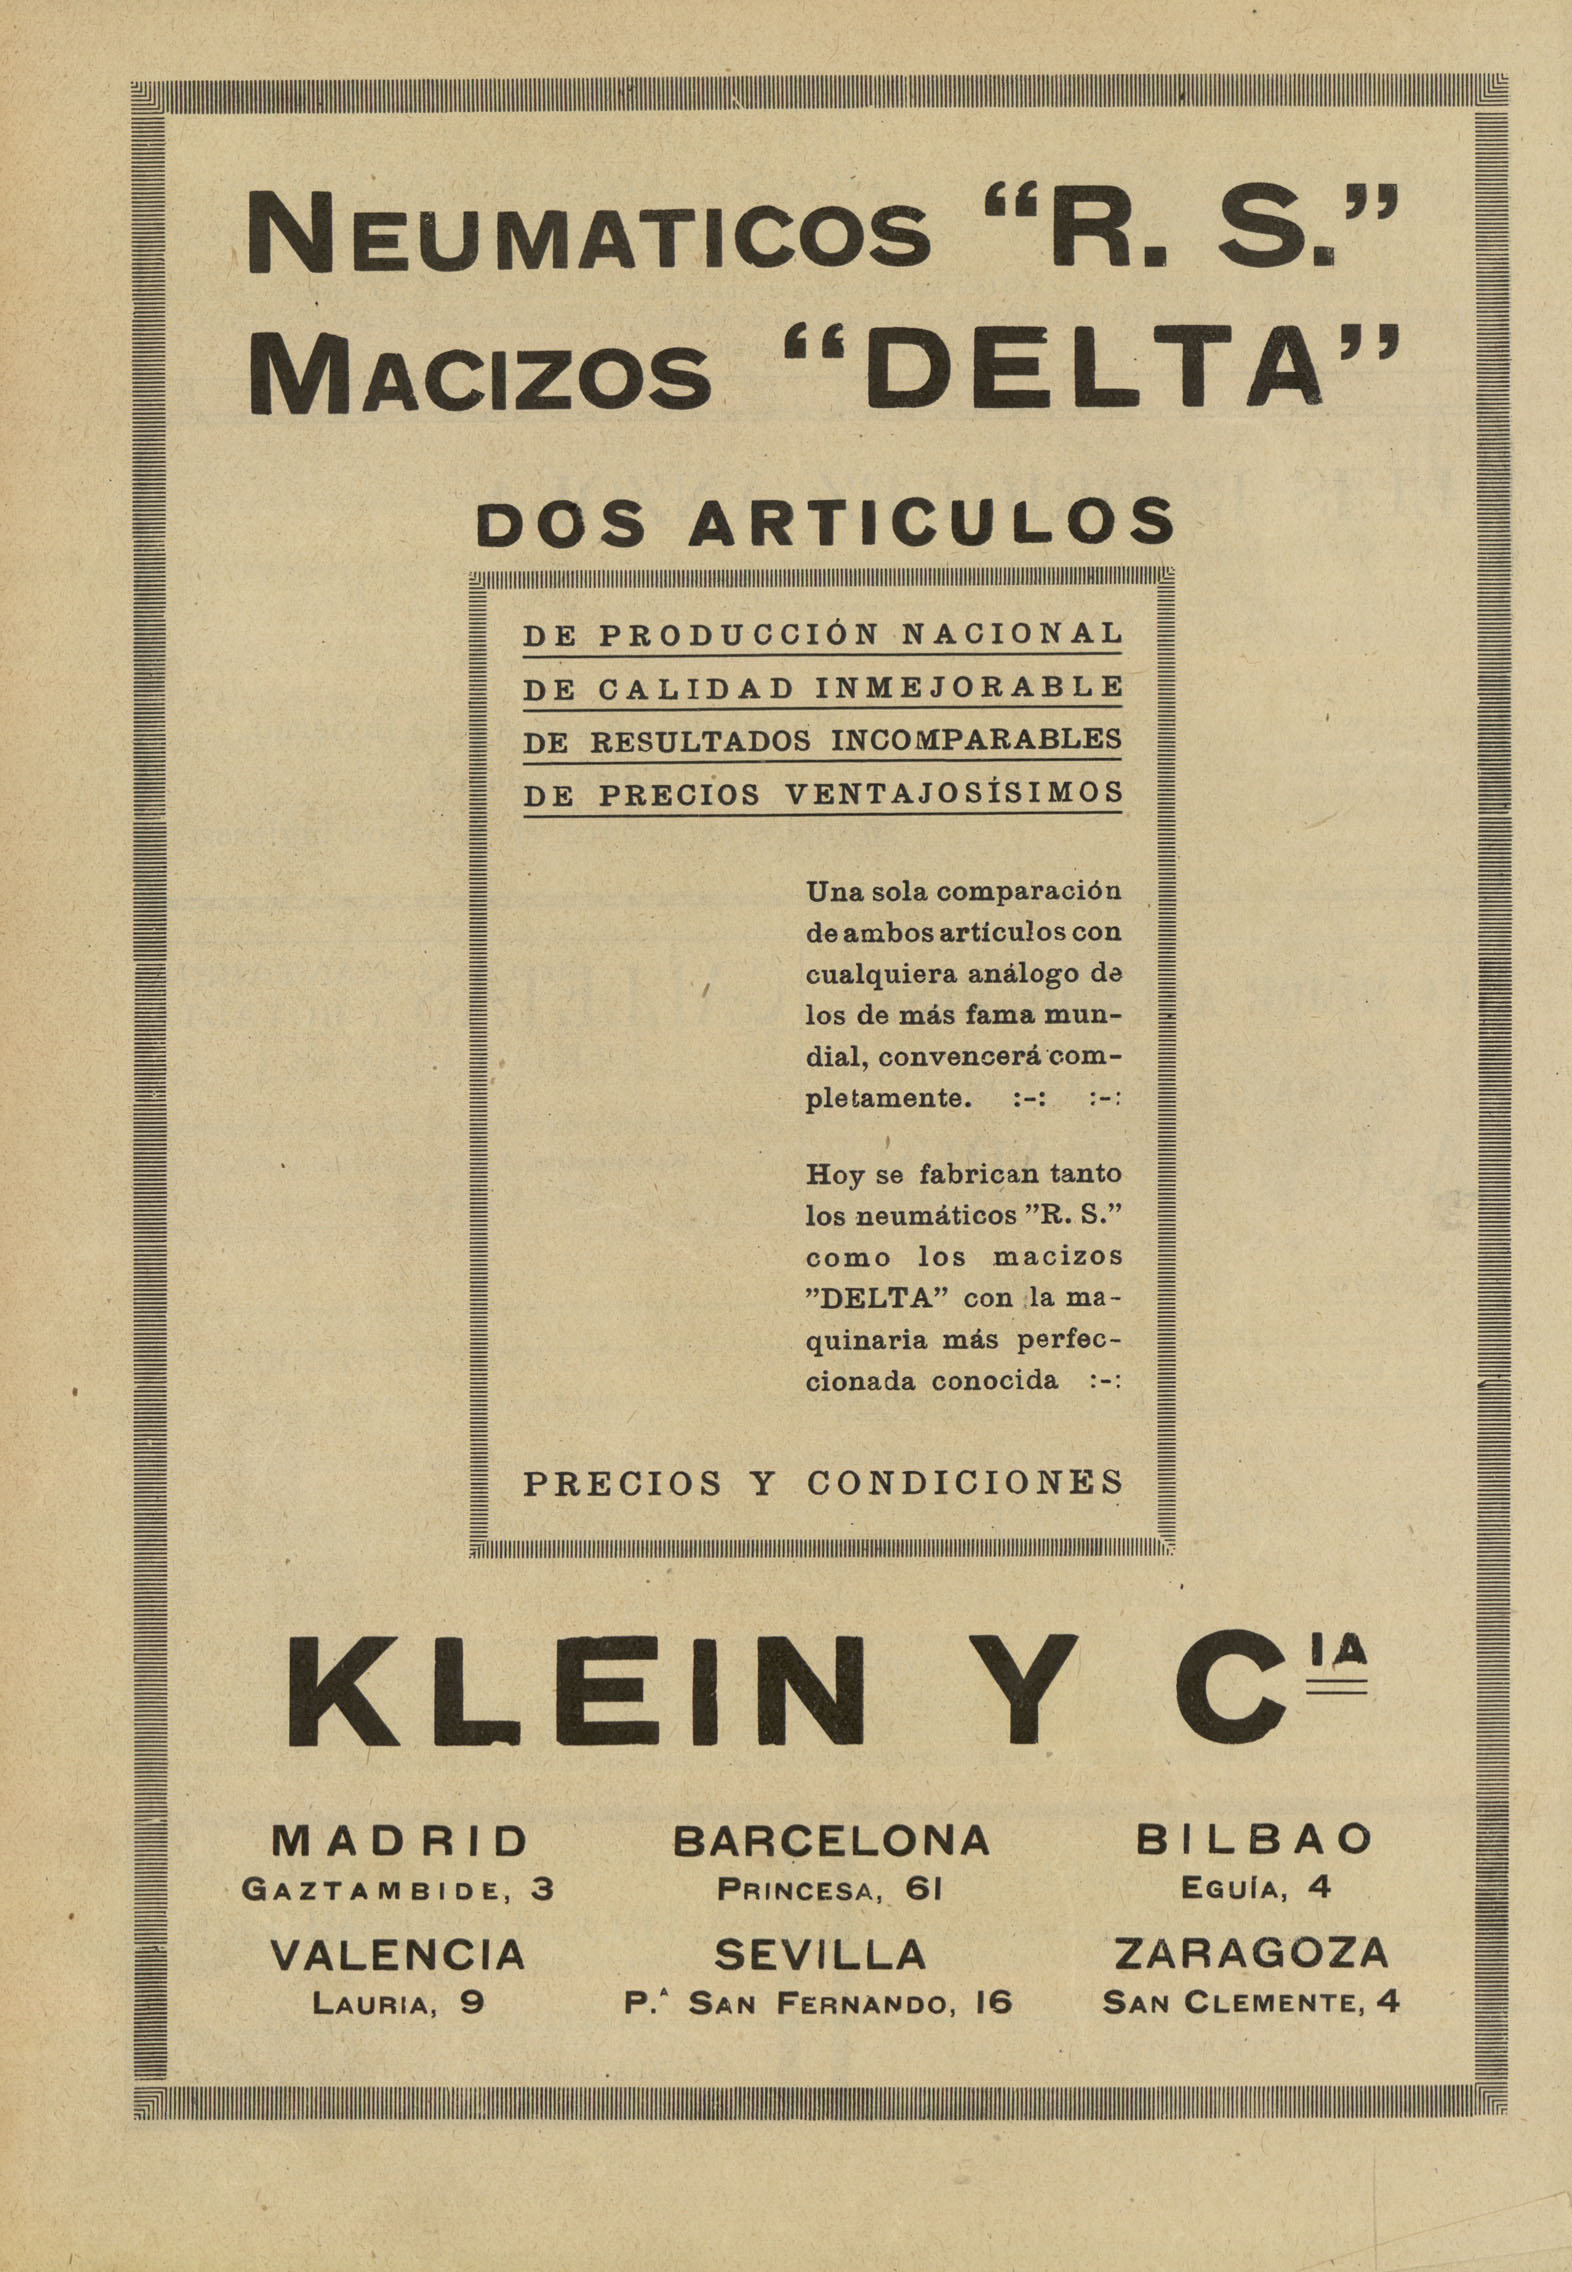 NEUMATICOS “R. S.”
MACIZOS “DELTA”
DOS ARTICULOS
DE PRODUCCIÓN NACIONAL
DE CALIDAD INMEJORABLE
DE RESULTADOS INCOMPARABLES
DE PRECIOS VENTAJOSÍSIMOS
Una sola comparación
de ambos artículos con
cualquiera análogo de
los de más fama mun-
dial, convencerá com-
pletamente. :-: :-:
Hoy se fabrican tanto
los neumáticos ”R. S.”
como los macizos
”DELTA” con la ma-
quinaria más perfec-
cionada conocida :-:
PRECIOS Y CONDICIONES
KLEIN Y CIA
MADRID BARCELONA BILBAO
GAZTAMBIDE, 3 PRINCESA, 61 EGUÍA, 4
VALENCIA SEVILLA ZARAGOZA
LAURIA, 9 P.ᴬ SAN FERNANDO, 16 SAN CLEMENTE, 4